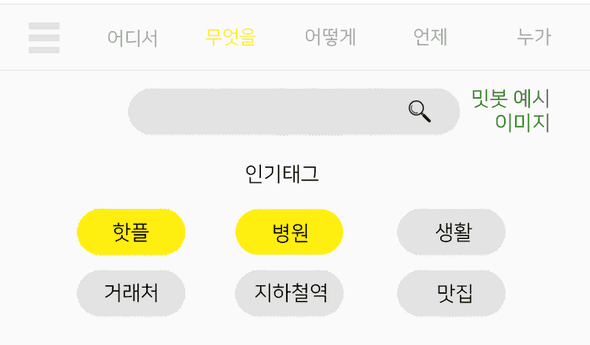 어디서 무엇을 어떻게 언제 누가
밋봇 예시
이미지
인기태그
핫플 병원 생활
거래처 지하철역 맛집